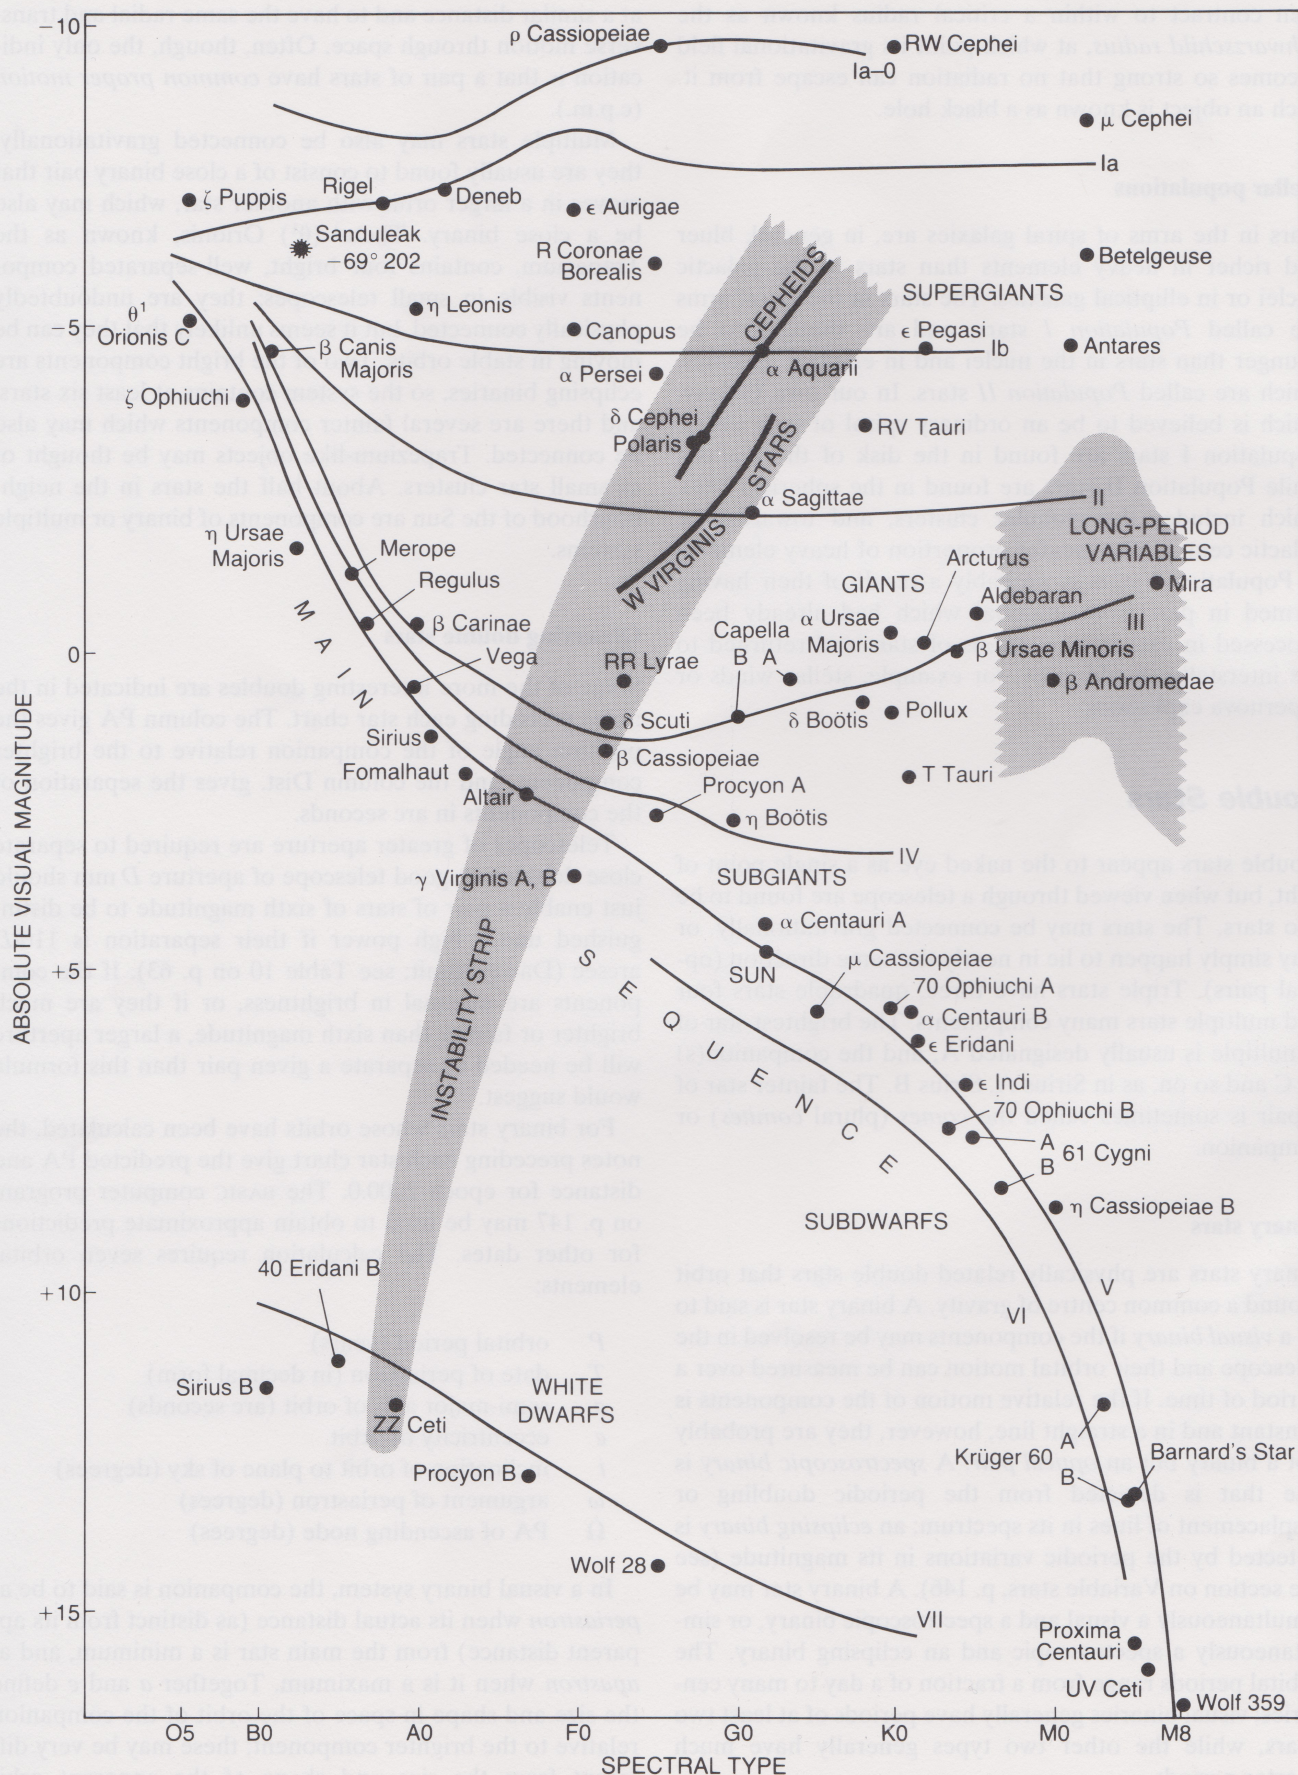 −10
ρ Cassiopeiae
RW Cephei
Ia–0
μ Cephei
Ia
ζ Puppis
Rigel
Deneb
ε Aurigae
Sanduleak
−69° 202
R Coronae
Borealis
Betelgeuse
CEPHEIDS
SUPERGIANTS
η Leonis
−5
θ¹
Orionis C
Canopus
ε Pegasi
Ib
Antares
β Canis
Majoris
α Persei
α Aquarii
ζ Ophiuchi
δ Cephei
Polaris
RV Tauri
W VIRGINIS STARS
α Sagittae
II
LONG-PERIOD
VARIABLES
η Ursae
Majoris
Merope
Regulus
Arcturus
GIANTS
Mira
Aldebaran
β Carinae
Capella
B A
α Ursae
Majoris
III
0
Vega
RR Lyrae
β Ursae Minoris
β Andromedae
δ Scuti
δ Boötis
Pollux
Sirius
β Cassiopeiae
Fomalhaut
Procyon A
T Tauri
Altair
η Boötis
IV
γ Virginis A, B
SUBGIANTS
α Centauri A
SUN
μ Cassiopeiae
+5
70 Ophiuchi A
α Centauri B
ε Eridani
ε Indi
MAIN SEQUENCE
70 Ophiuchi B
A
B
61 Cygni
INSTABILITY STRIP
η Cassiopeiae B
SUBDWARFS
40 Eridani B
+10
V
VI
Sirius B
WHITE
DWARFS
ZZ Ceti
Procyon B
Krüger 60
A
B
Barnard's Star
Wolf 28
+15
VII
Proxima
Centauri
UV Ceti
Wolf 359
O5 B0 A0 F0 G0 K0 M0 M8
SPECTRAL TYPE
ABSOLUTE VISUAL MAGNITUDE